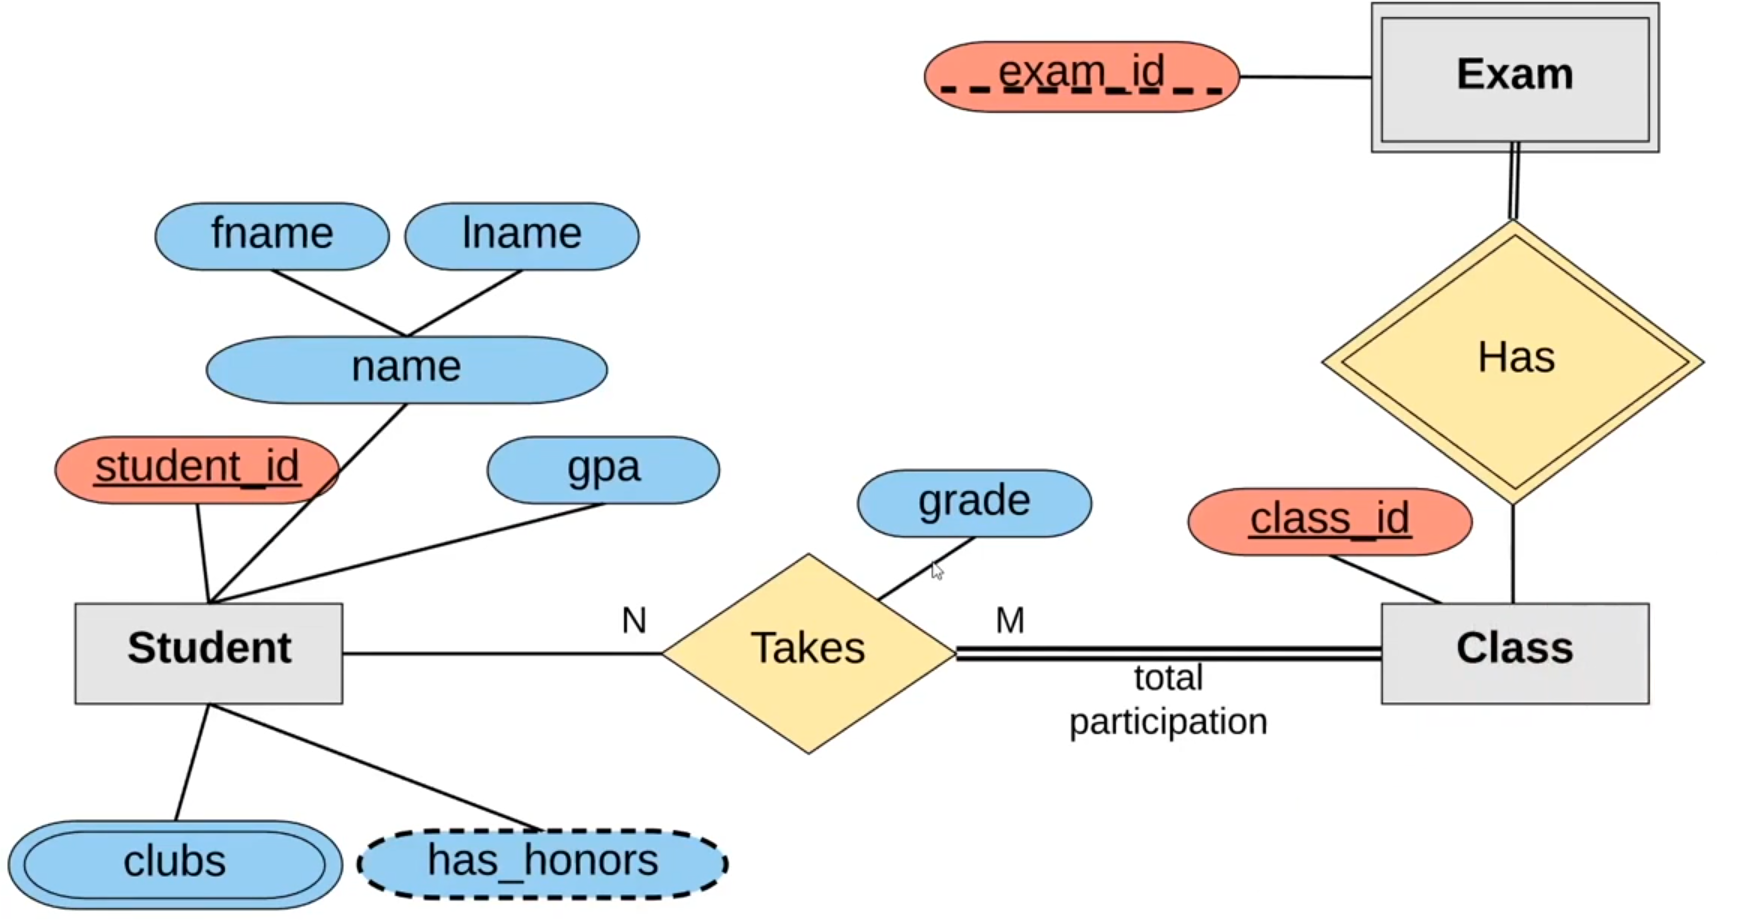 exam_id
Exam
fname
lname
name
Has
student_id
gpa
grade
class_id
Student
N
Takes
M
total
participation
Class
clubs
has_honors